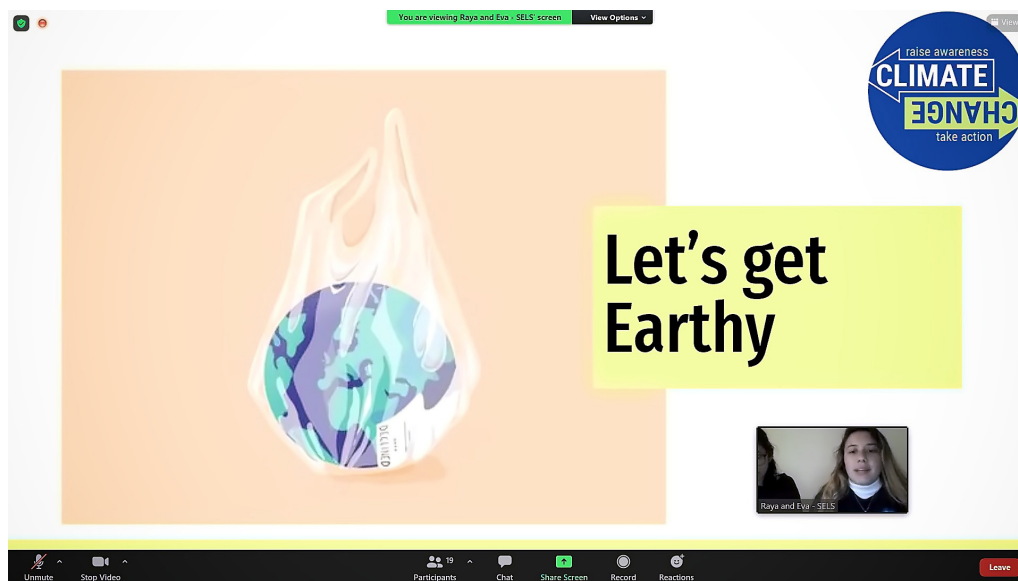 You are viewing Raya and Eva - SELS' screen
View Options
View
raise awareness
CLIMATE
CHANGE
take action
Let's get
Earthy
DECLINED
Raya and Eva - SELS
Unmute
Stop Video
19
Participants
Chat
Share Screen
Record
Reactions
Leave